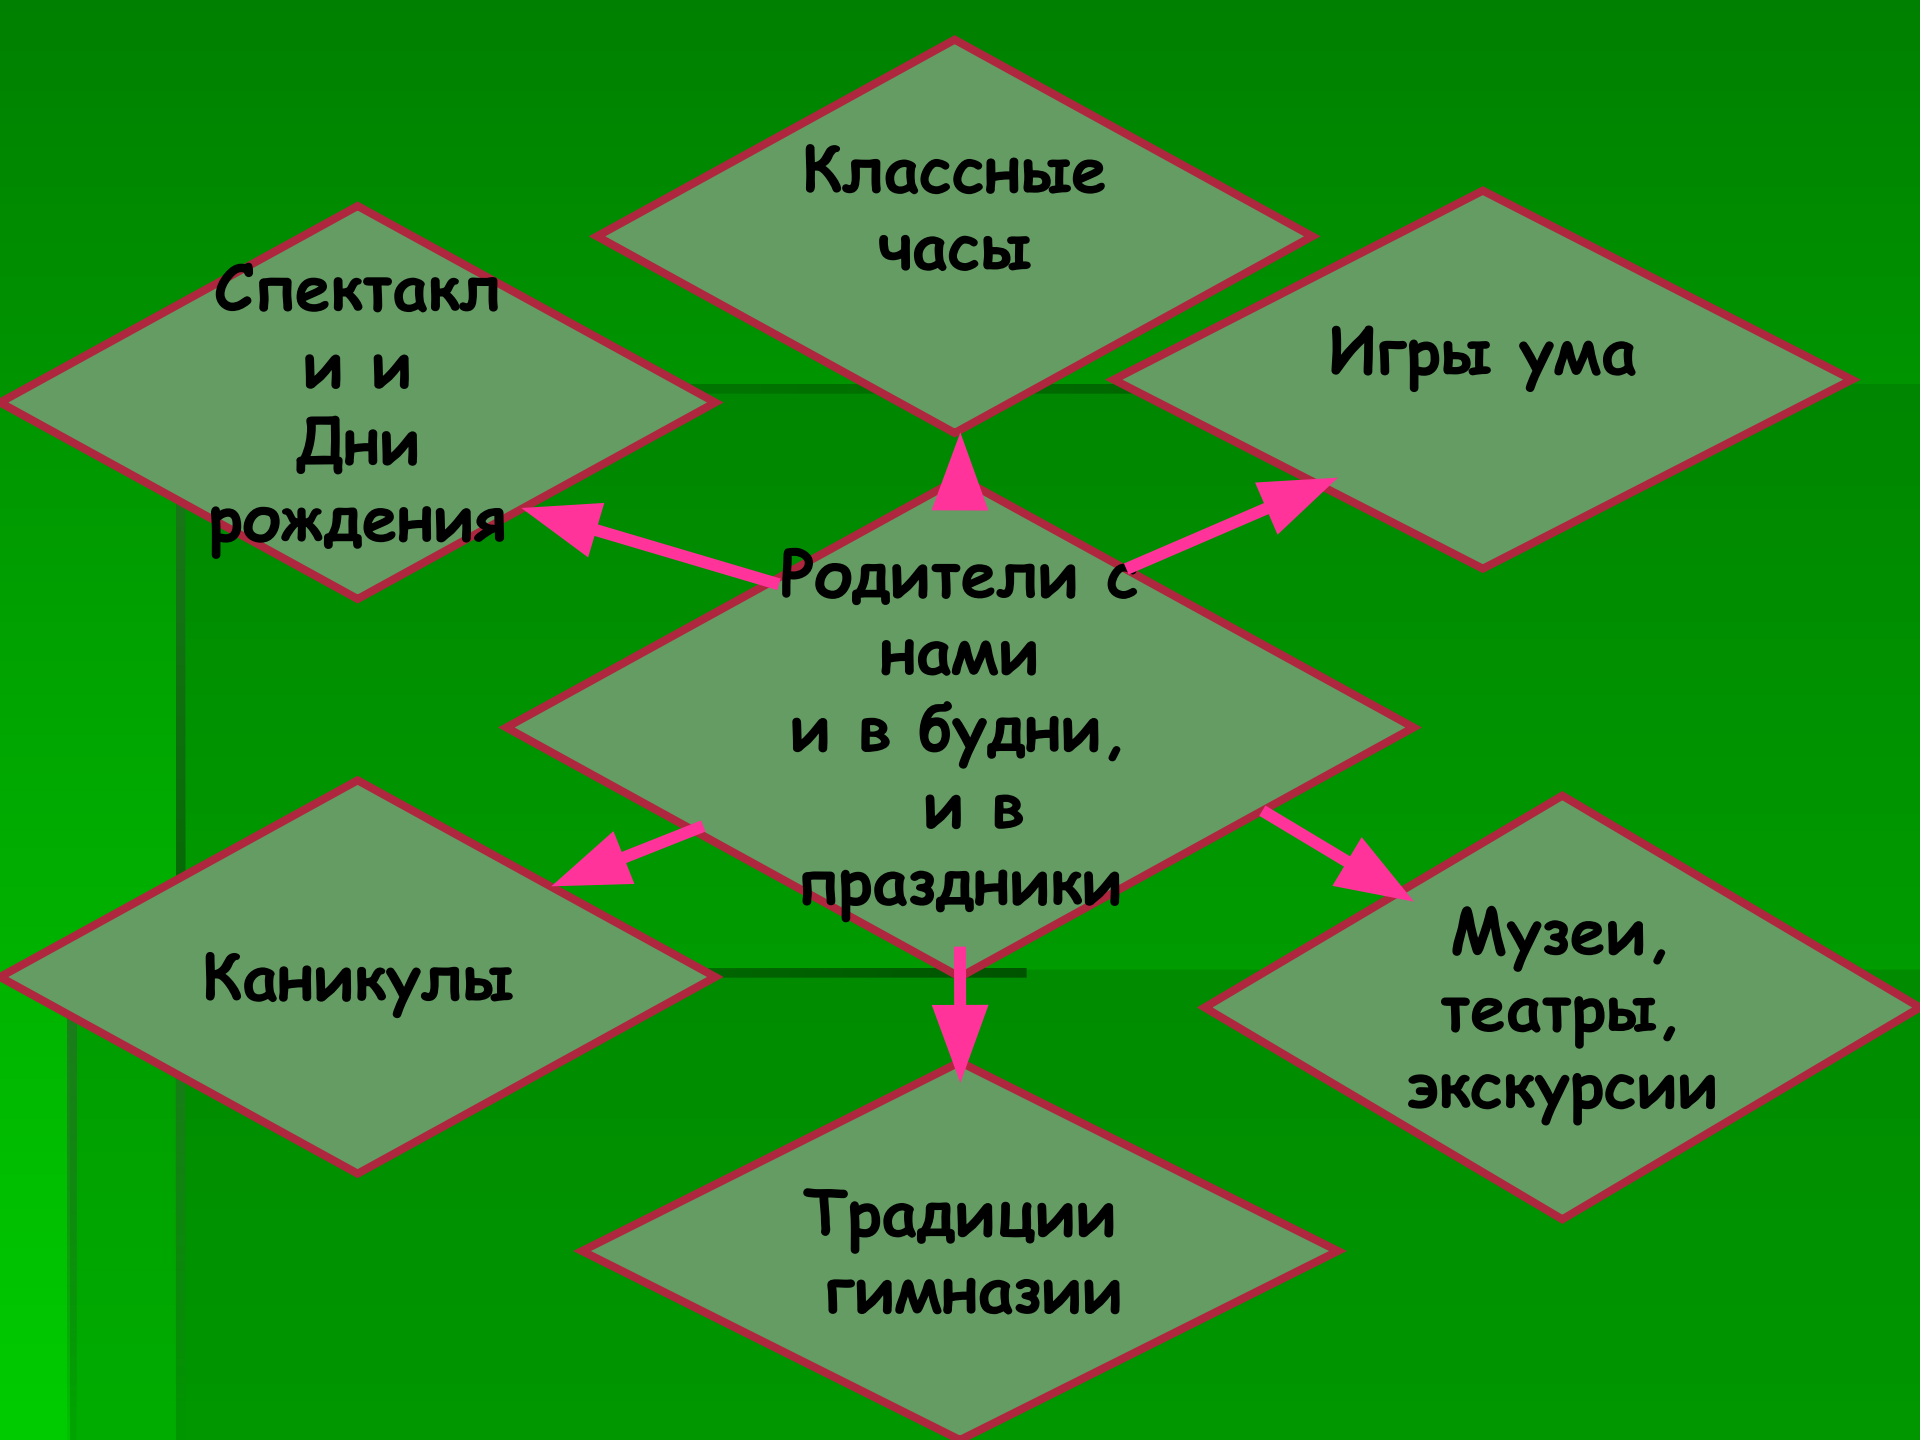 Классные
часы
Спектакл
и и
Дни
рождения
Игры ума
Родители с
нами
и в будни,
и в
праздники
Каникулы
Музеи,
театры,
экскурсии
Традиции
гимназии